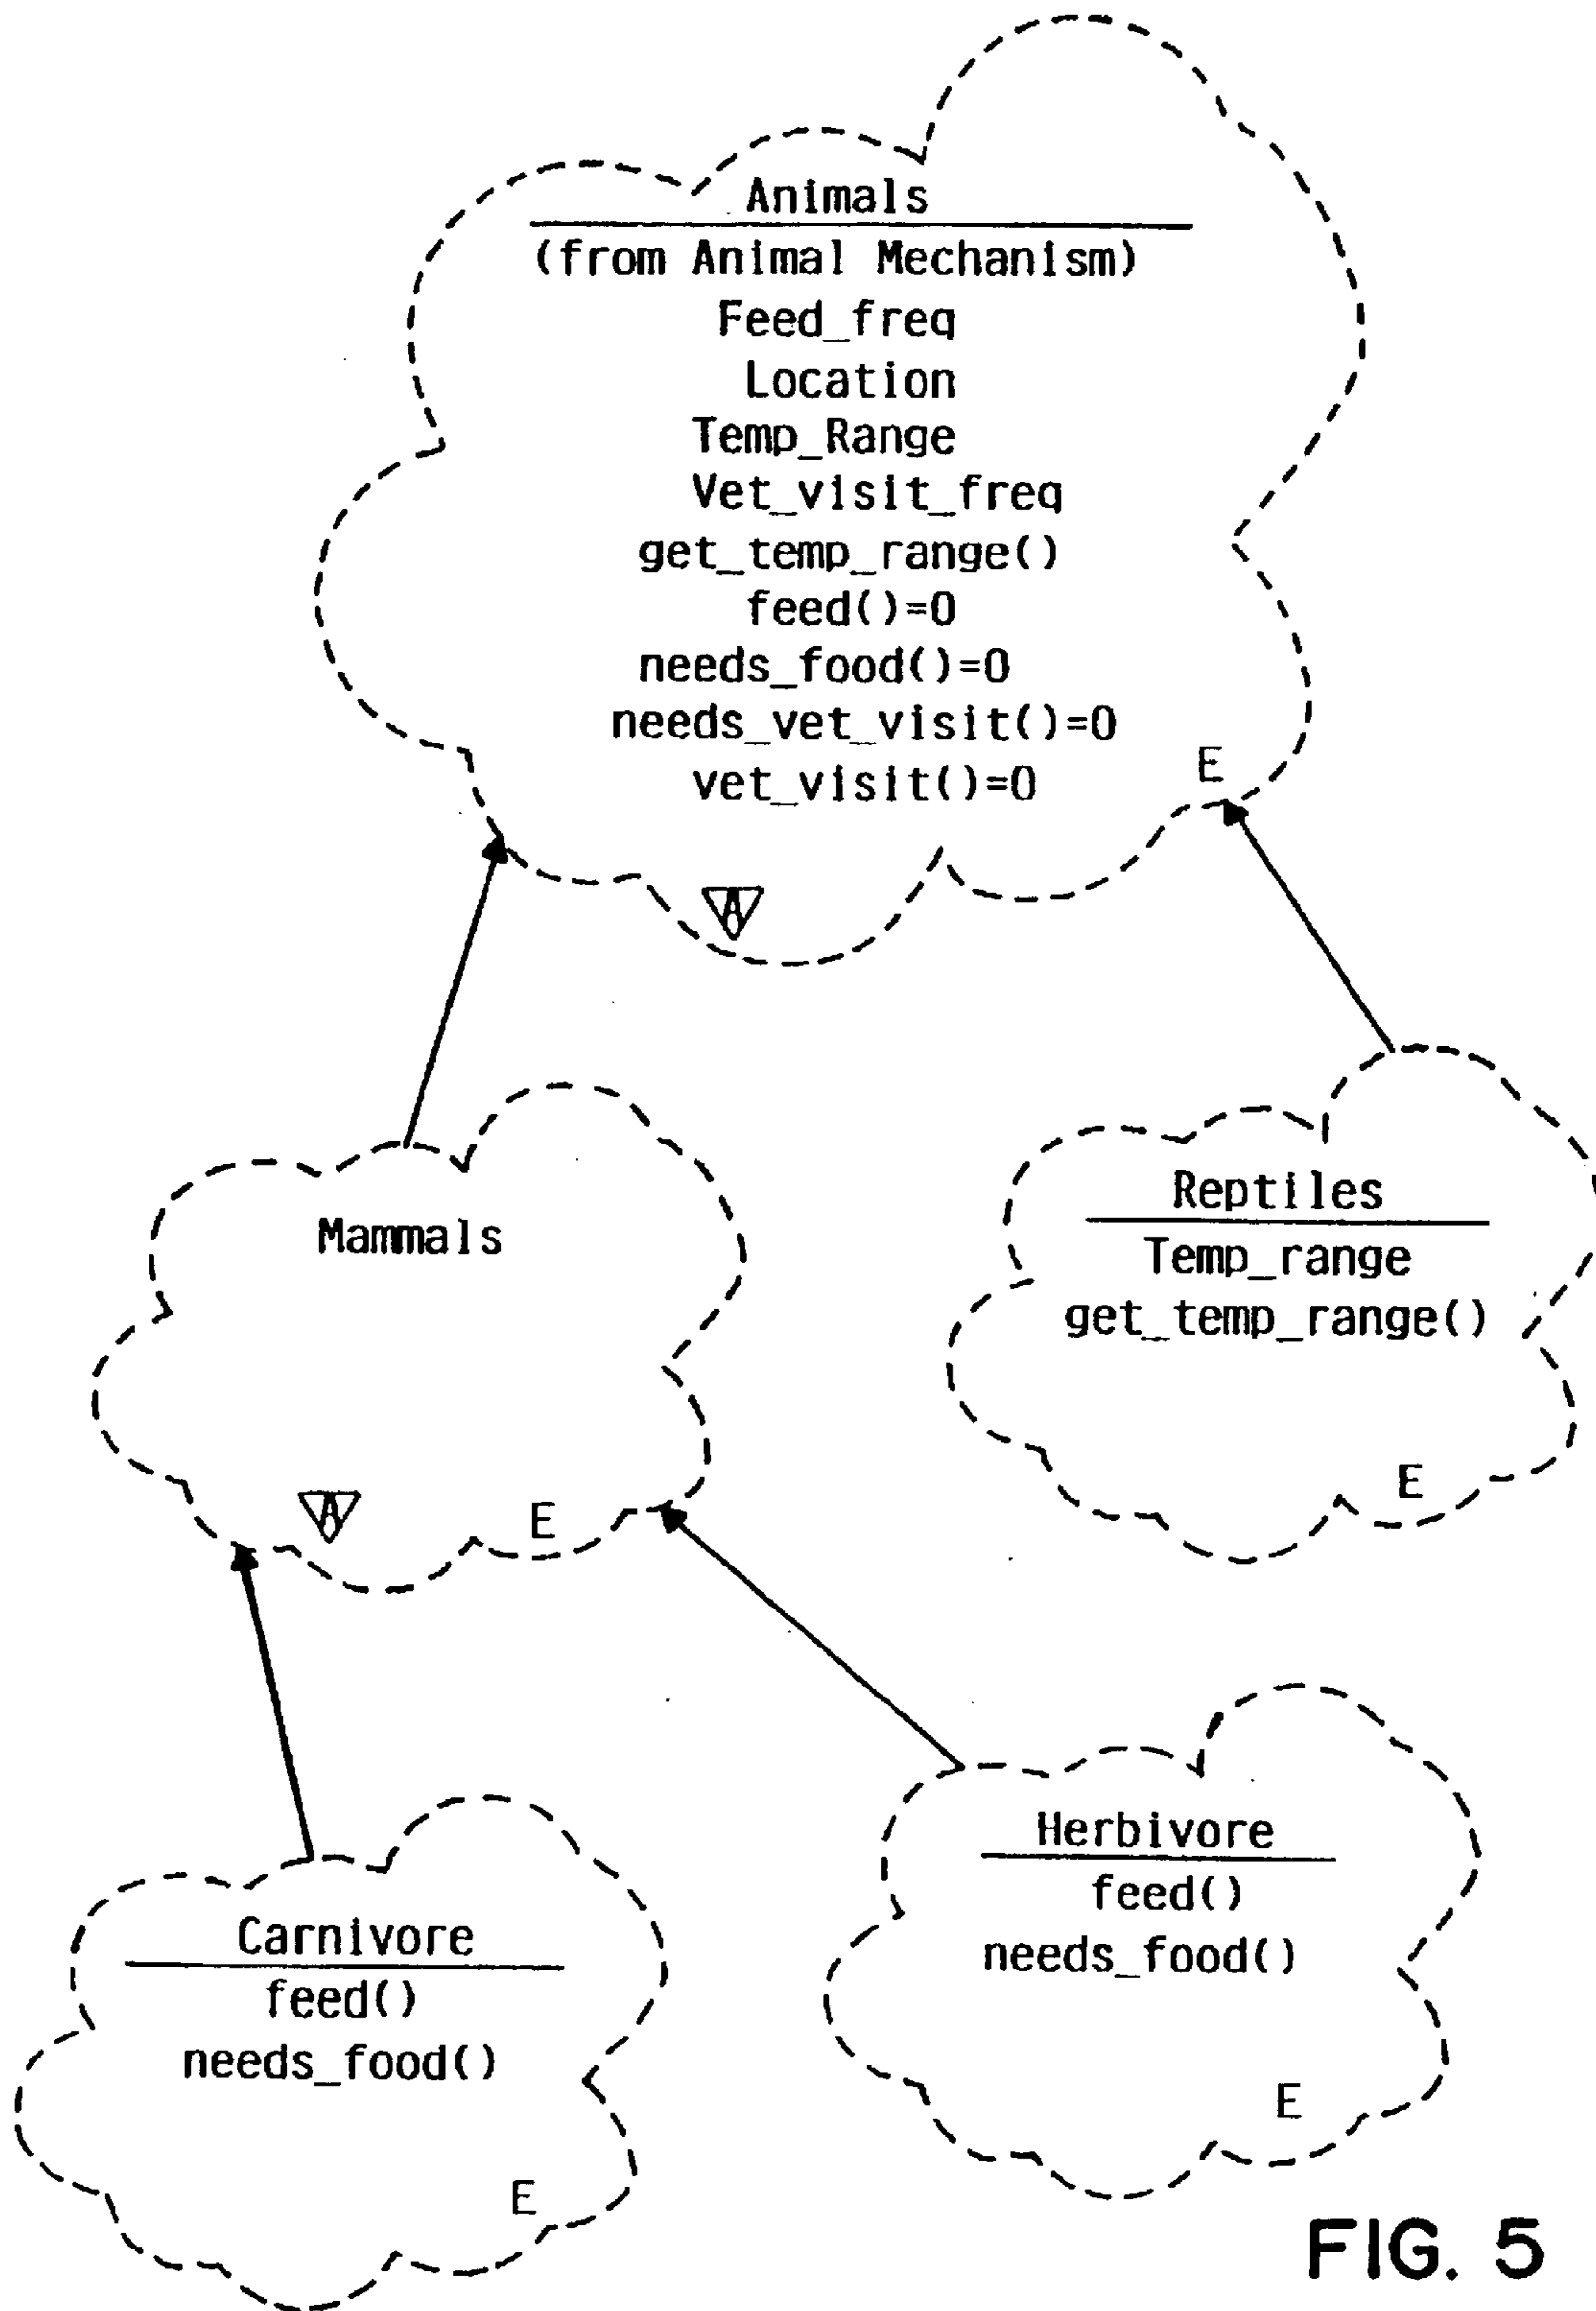 Animals
(from Animal Mechanism)
Feed_freq
Location
Temp_Range
Vet_visit_freq
get_temp_range()
feed()=0
needs_food()=0
needs_vet_visit()=0
vet_visit()=0
E
A
Mammals
A
E
Reptiles
Temp_range
get_temp_range()
E
Carnivore
feed()
needs_food()
E
Herbivore
feed()
needs_food()
E
FIG. 5